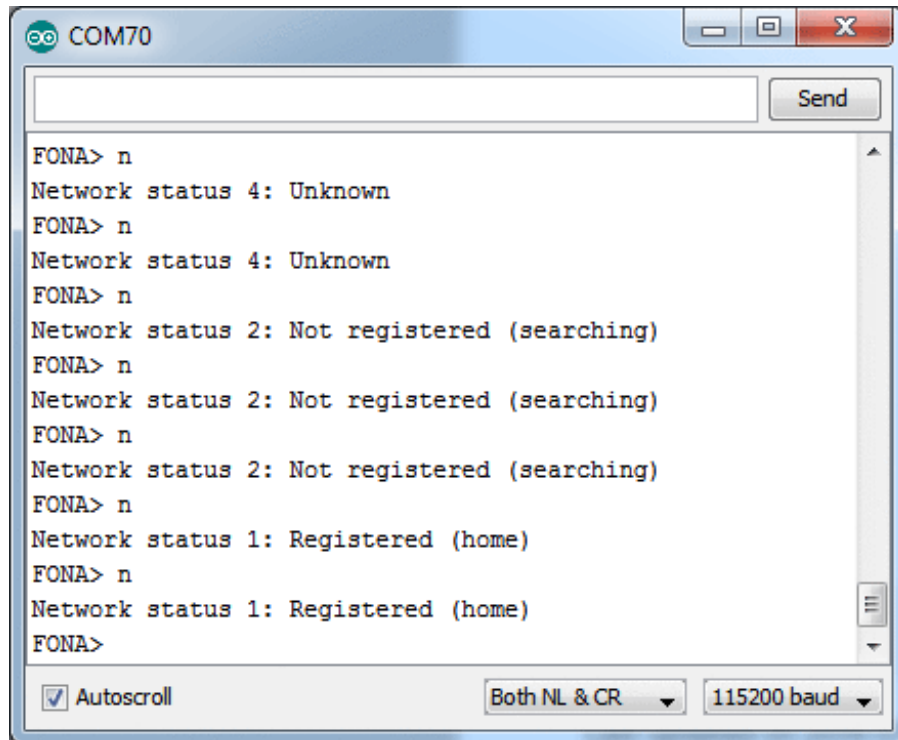 COM70
Send
FONA> n
Network status 4: Unknown
FONA> n
Network status 4: Unknown
FONA> n
Network status 2: Not registered (searching)
FONA> n
Network status 2: Not registered (searching)
FONA> n
Network status 2: Not registered (searching)
FONA> n
Network status 1: Registered (home)
FONA> n
Network status 1: Registered (home)
FONA>
Autoscroll
Both NL & CR
115200 baud